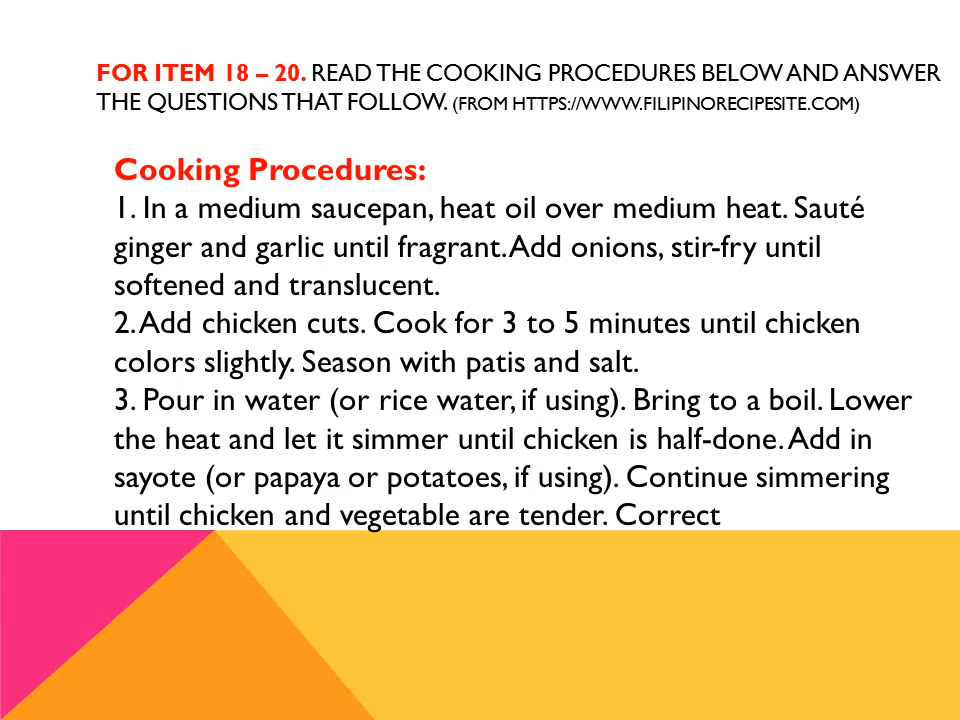 FOR ITEM 18 – 20. READ THE COOKING PROCEDURES BELOW AND ANSWER
THE QUESTIONS THAT FOLLOW. (FROM HTTPS://WWW.FILIPINORECIPESITE.COM)
Cooking Procedures:
1. In a medium saucepan, heat oil over medium heat. Sauté
ginger and garlic until fragrant. Add onions, stir-fry until
softened and translucent.
2. Add chicken cuts. Cook for 3 to 5 minutes until chicken
colors slightly. Season with patis and salt.
3. Pour in water (or rice water, if using). Bring to a boil. Lower
the heat and let it simmer until chicken is half-done. Add in
sayote (or papaya or potatoes, if using). Continue simmering
until chicken and vegetable are tender. Correct